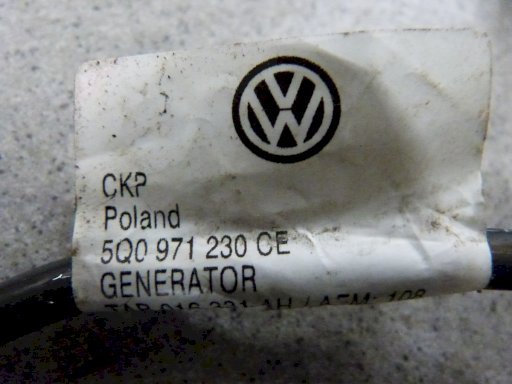 CKP
Poland
5Q0 971 230 CE
GENERATOR